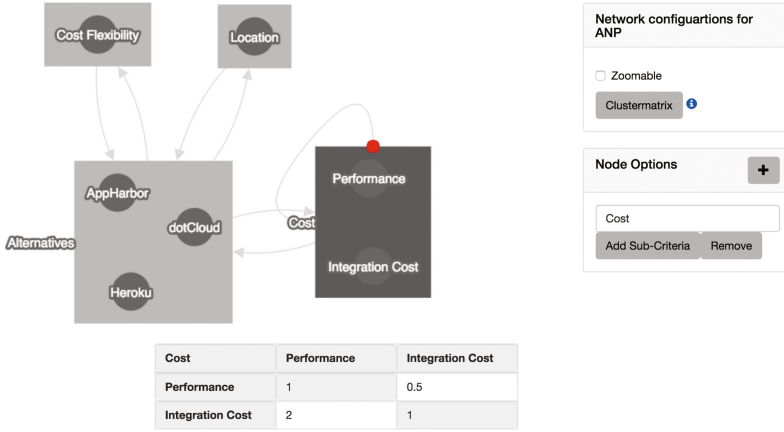 Cost Flexibility
Location
AppHarbor
dotCloud
Alternatives
Heroku
Performance
Cost
Integration Cost
Network configuartions for
ANP
Zoomable
Clustermatrix
Node Options
+
Cost
Add Sub-Criteria Remove
Cost Performance Integration Cost
Performance 1 0.5
Integration Cost 2 1